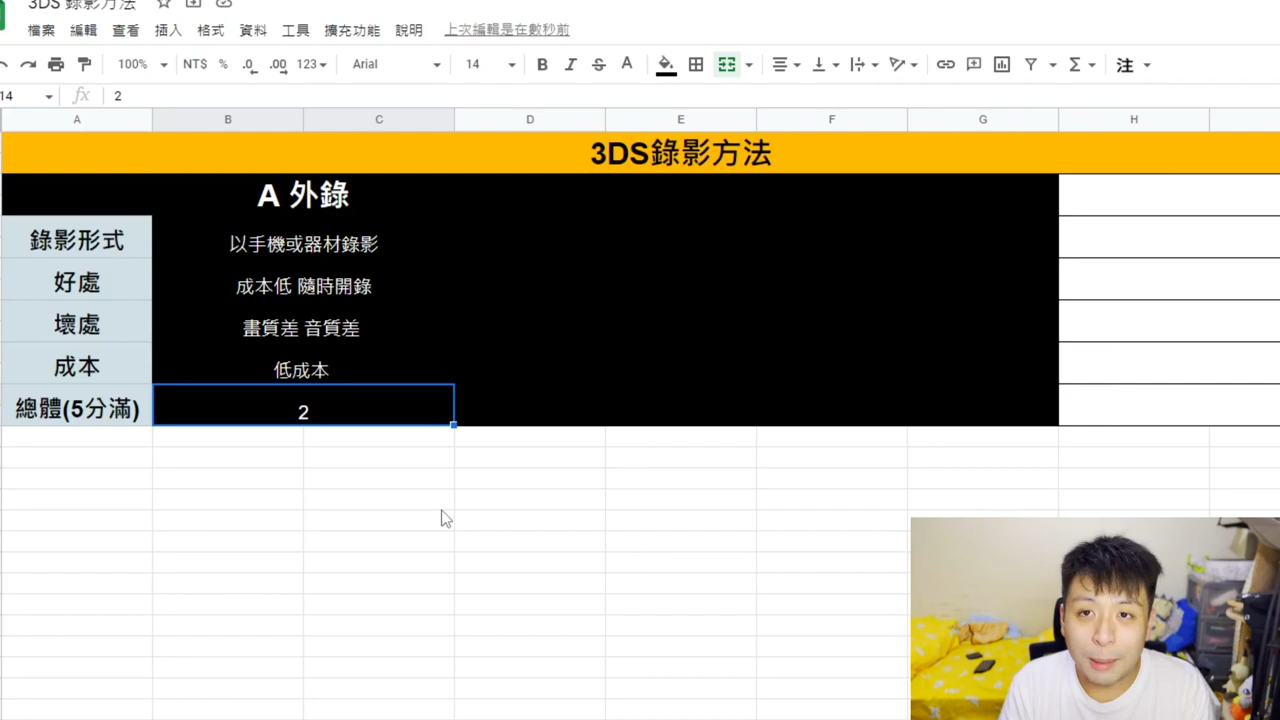 3DS 錄影方法
檔案 編輯 查看 插入 格式 資料 工具 擴充功能 說明 上次編輯是在數秒前
100% NT$ % .0 .00 123 Arial 14 B I S A Σ 注
14 fx 2
A B C D E F G H
3DS錄影方法
A 外錄
錄影形式 以手機或器材錄影
好處 成本低 隨時開錄
壞處 畫質差 音質差
成本 低成本
總體(5分滿) 2